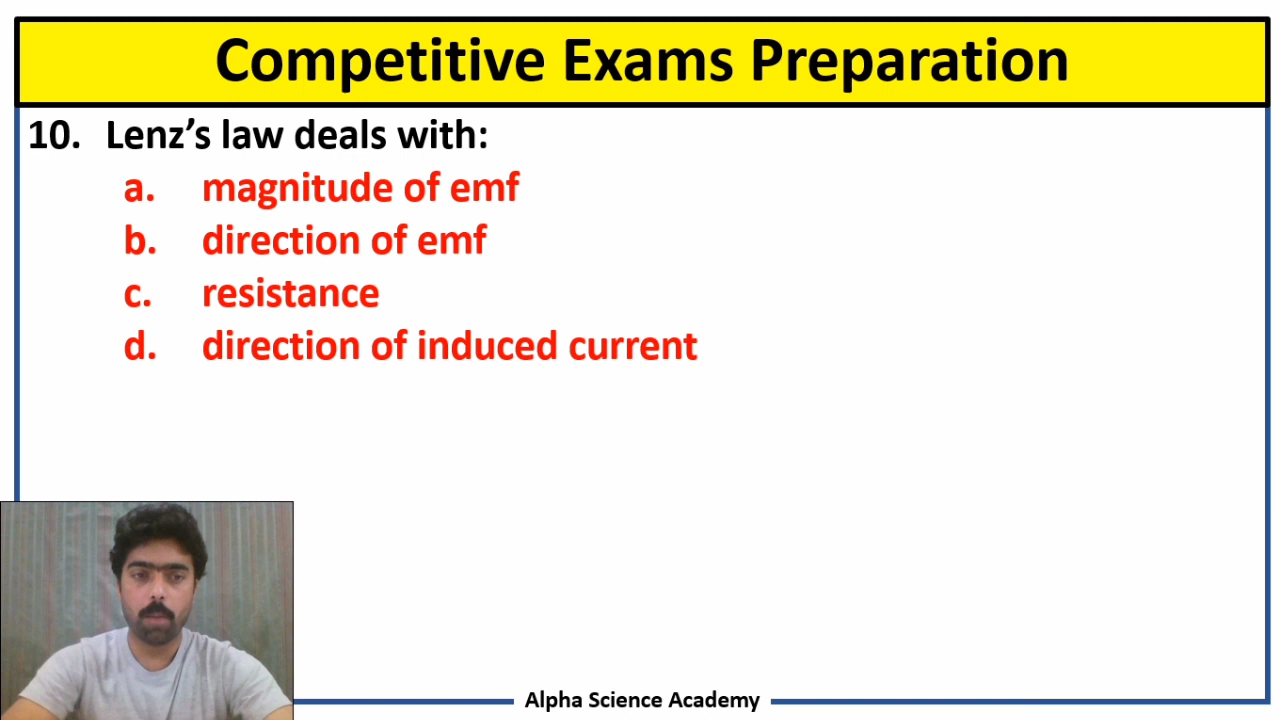 Competitive Exams Preparation
10. Lenz’s law deals with:
a. magnitude of emf
b. direction of emf
c. resistance
d. direction of induced current
Alpha Science Academy